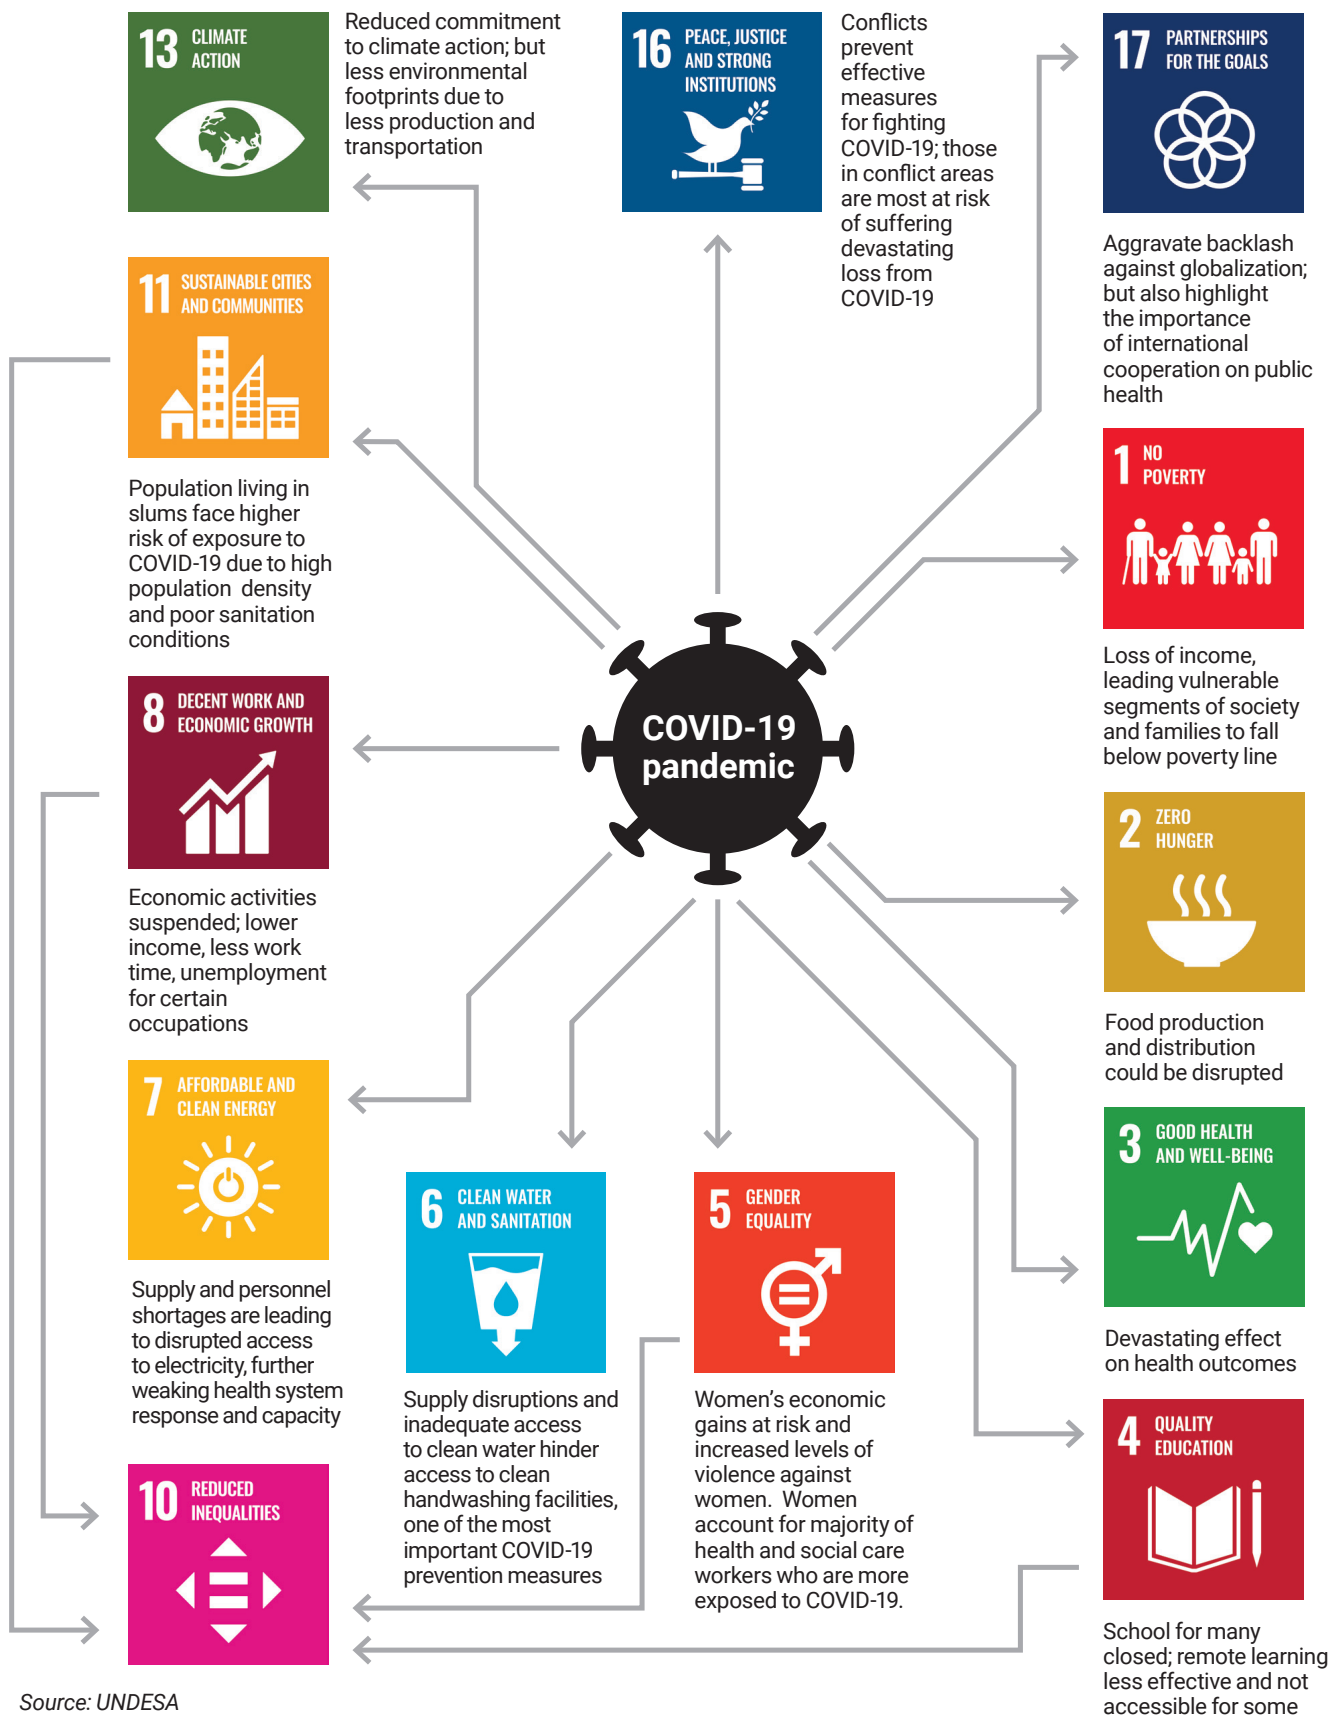 13 CLIMATE
ACTION
Reduced commitment
to climate action; but
less environmental
footprints due to
less production and
transportation
16 PEACE, JUSTICE
AND STRONG
INSTITUTIONS
Conflicts
prevent
effective
measures
for fighting
COVID-19; those
in conflict areas
are most at risk
of suffering
devastating
loss from
COVID-19
17 PARTNERSHIPS
FOR THE GOALS
Aggravate backlash
against globalization;
but also highlight
the importance
of international
cooperation on public
health
11 SUSTAINABLE CITIES
AND COMMUNITIES
Population living in
slums face higher
risk of exposure to
COVID-19 due to high
population density
and poor sanitation
conditions
1 NO
POVERTY
Loss of income,
leading vulnerable
segments of society
and families to fall
below poverty line
COVID-19
pandemic
8 DECENT WORK AND
ECONOMIC GROWTH
Economic activities
suspended; lower
income, less work
time, unemployment
for certain
occupations
2 ZERO
HUNGER
Food production
and distribution
could be disrupted
7 AFFORDABLE AND
CLEAN ENERGY
Supply and personnel
shortages are leading
to disrupted access
to electricity, further
weaking health system
response and capacity
6 CLEAN WATER
AND SANITATION
Supply disruptions and
inadequate access
to clean water hinder
access to clean
handwashing facilities,
one of the most
important COVID-19
prevention measures
5 GENDER
EQUALITY
Women's economic
gains at risk and
increased levels of
violence against
women. Women
account for majority of
health and social care
workers who are more
exposed to COVID-19.
3 GOOD HEALTH
AND WELL-BEING
Devastating effect
on health outcomes
4 QUALITY
EDUCATION
School for many
closed; remote learning
less effective and not
accessible for some
10 REDUCED
INEQUALITIES
Source: UNDESA